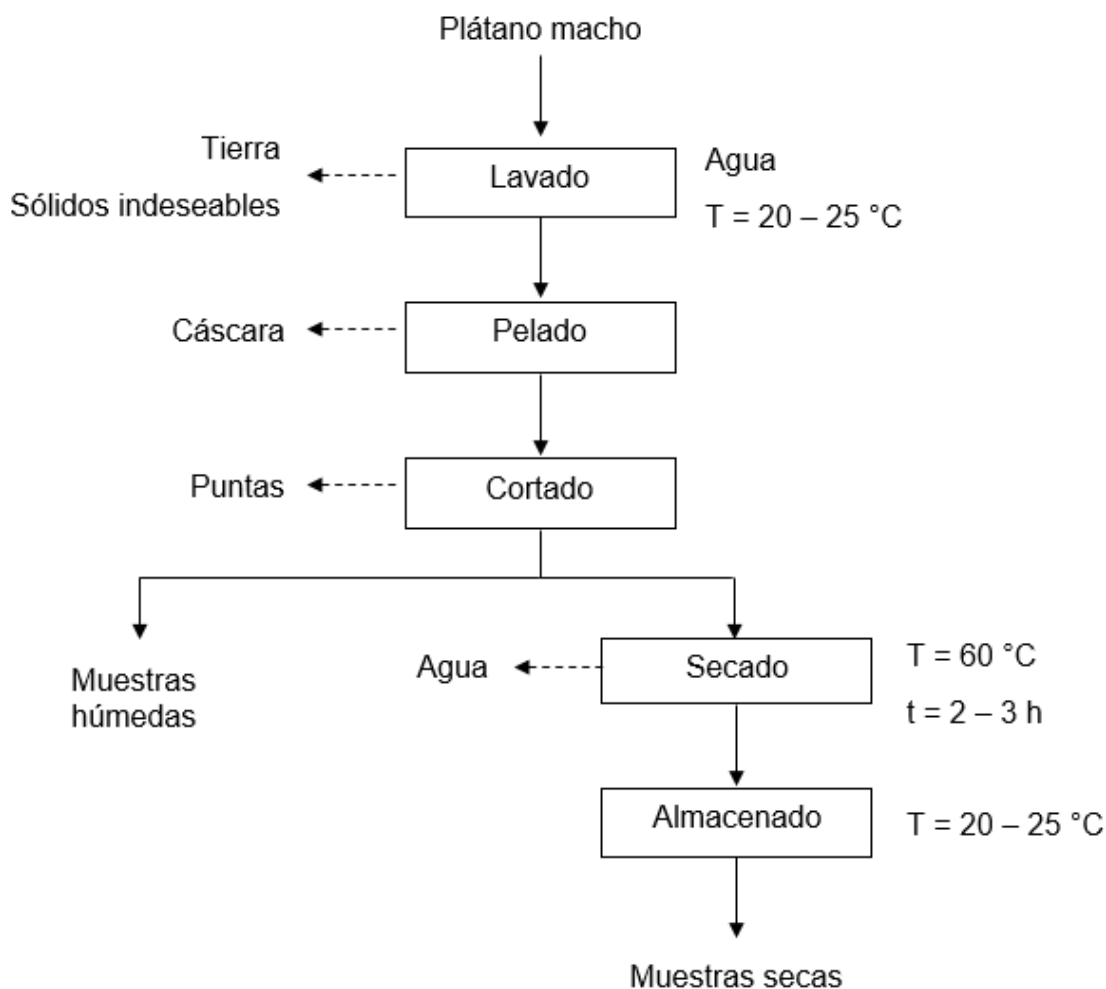 Plátano macho
Tierra
Sólidos indeseables
Lavado
Agua
T = 20 – 25 °C
Cáscara
Pelado
Puntas
Cortado
Muestras
húmedas
Agua
Secado
T = 60 °C
t = 2 – 3 h
Almacenado
T = 20 – 25 °C
Muestras secas